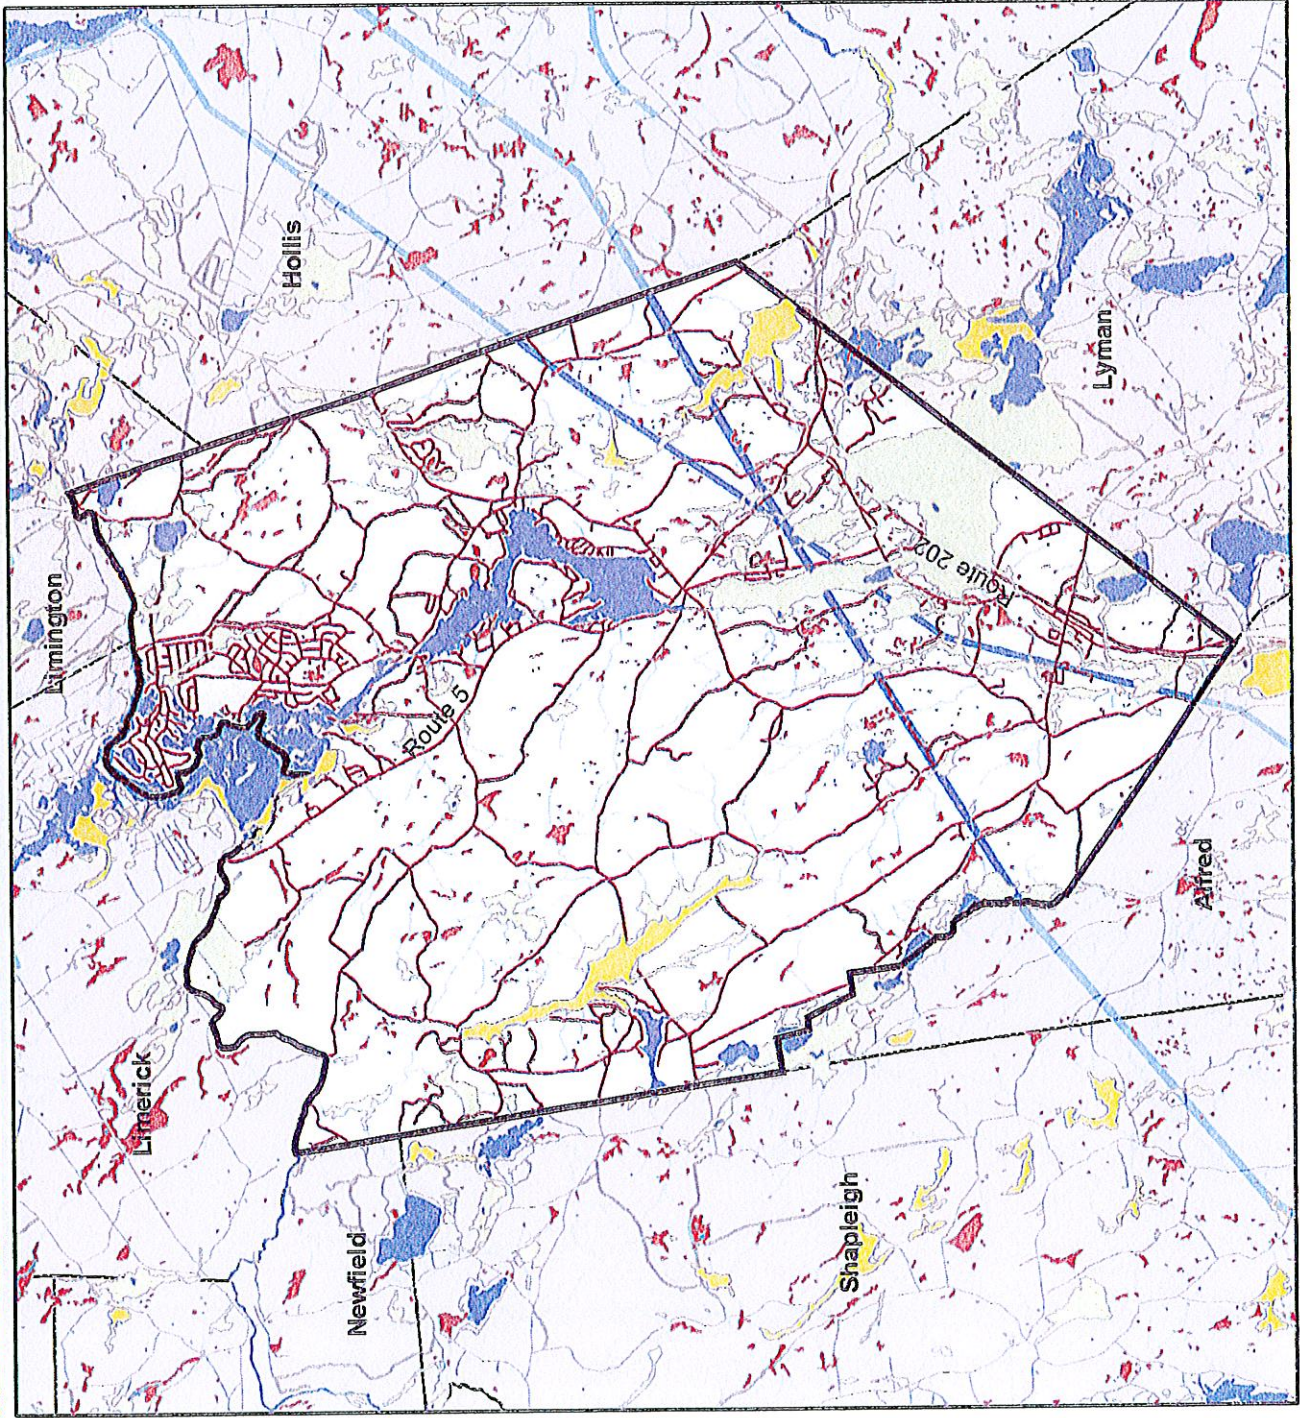 Limerick
Limington
Hollis
Newfield
Route 5
Shapleigh
Route 202
Alfred
Lyman